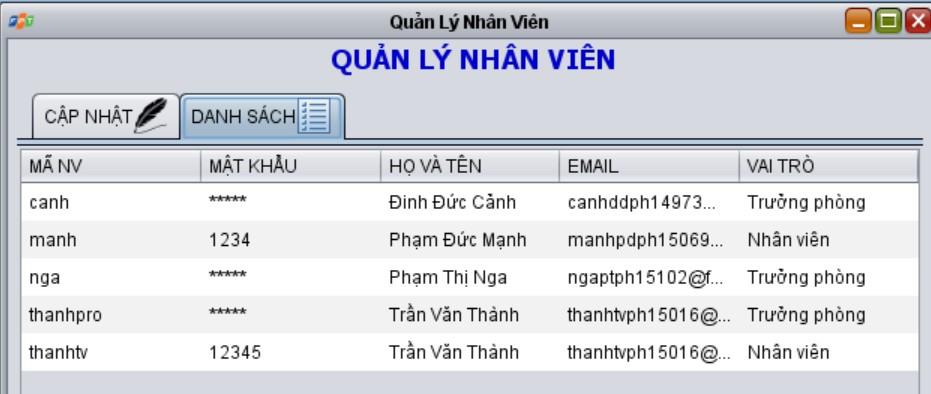 Quản Lý Nhân Viên
QUẢN LÝ NHÂN VIÊN
CẬP NHẬT DANH SÁCH
MÃ NV MẬT KHẨU HỌ VÀ TÊN EMAIL VAI TRÒ
canh ***** Đinh Đức Cảnh canhddph14973... Trưởng phòng
manh 1234 Phạm Đức Mạnh manhpdph15069... Nhân viên
nga ***** Phạm Thị Nga ngaptph15102@f... Trưởng phòng
thanhpro ***** Trần Văn Thành thanhtvph15016@... Trưởng phòng
thanhtv 12345 Trần Văn Thành thanhtvph15016@... Nhân viên